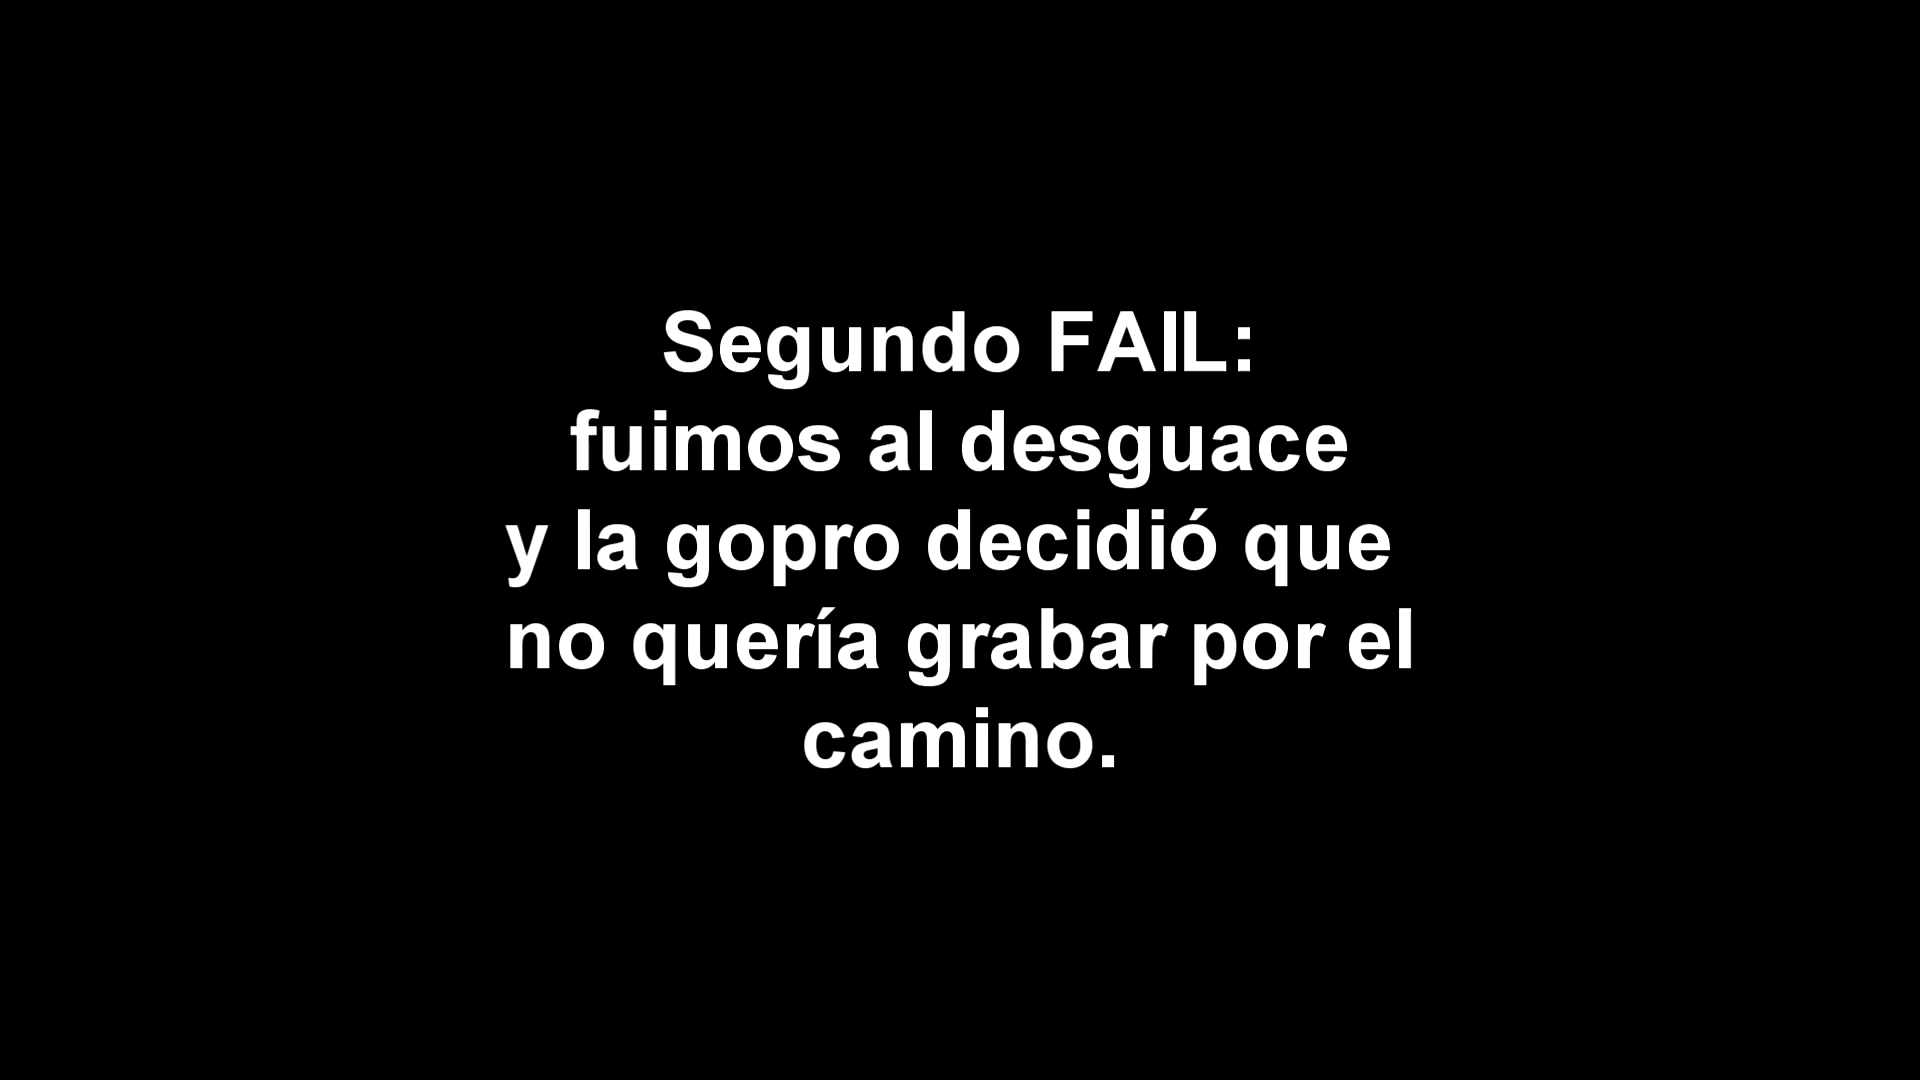 Segundo FAIL:
fuimos al desguace
y la gopro decidió que
no quería grabar por el
camino.